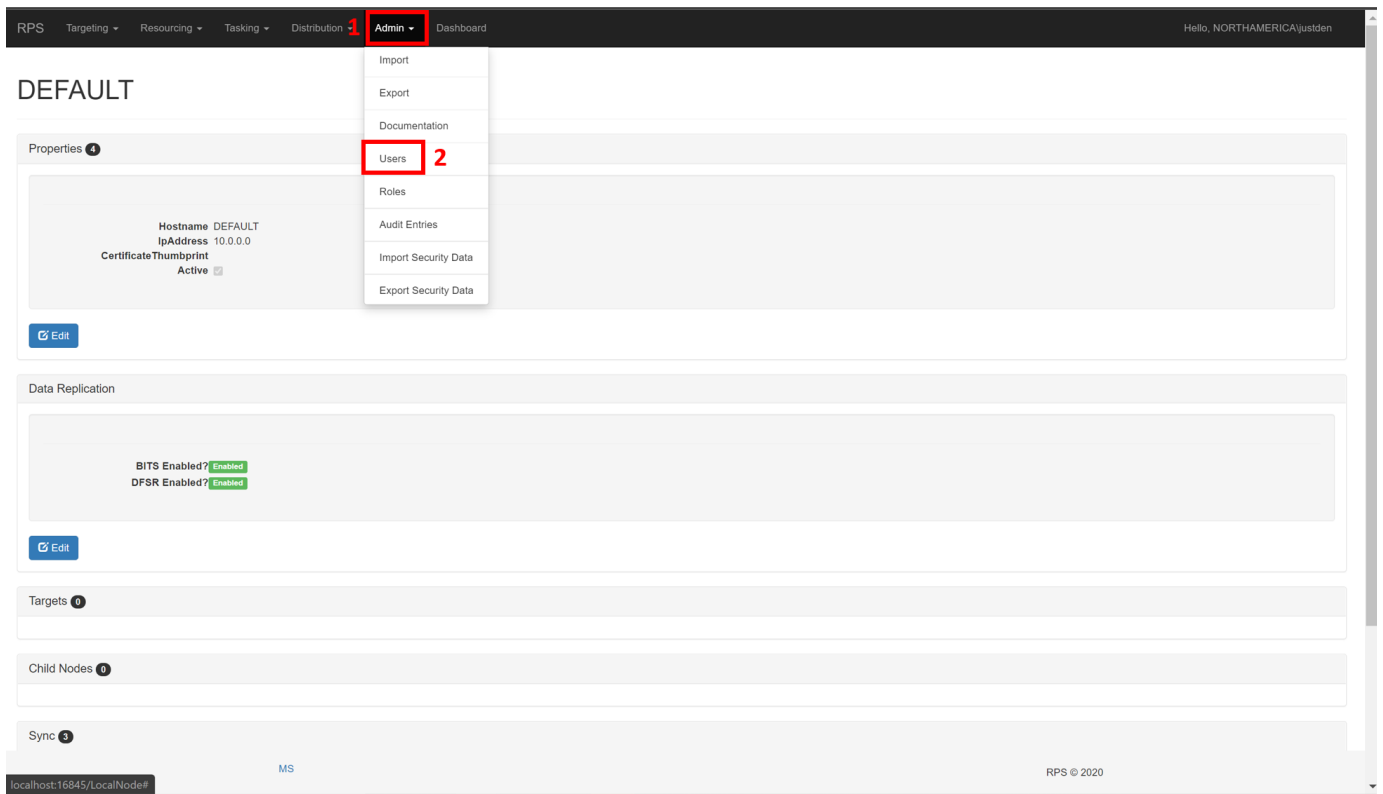 RPS Targeting Resourcing Tasking Distribution 1 Admin Dashboard Hello, NORTHAMERICA\justden
Import
DEFAULT
Export
Documentation
Properties 4
Users 2
Roles
Audit Entries
Hostname DEFAULT
IpAddress 10.0.0.0
CertificateThumbprint
Import Security Data
Active
Export Security Data
Edit
Data Replication
BITS Enabled? Enabled
DFSR Enabled? Enabled
Edit
Targets 0
Child Nodes 0
Sync 3
MS RPS © 2020
localhost:16845/LocalNode#